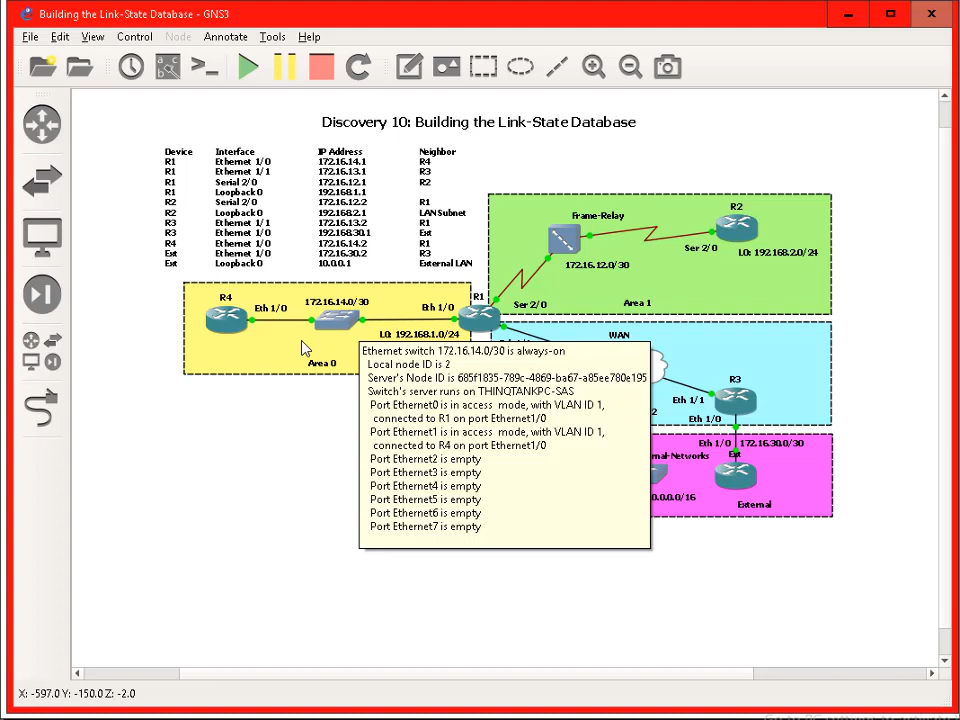 Building the Link-State Database - GNS3
File Edit View Control Node Annotate Tools Help
Discovery 10: Building the Link-State Database
Device Interface IP Address Neighbor
R1 Ethernet 1/0 172.16.14.1 R4
R1 Ethernet 1/1 172.16.13.1 R3
R1 Serial 2/0 172.16.12.1 R2
R1 Loopback 0 192.168.1.1
R2 Serial 2/0 172.16.12.2 R1
R2 Loopback 0 192.168.2.1 LAN Subnet
R3 Ethernet 1/1 172.16.13.2 R1
R3 Ethernet 1/0 192.168.30.1 Ext
R4 Ethernet 1/0 172.16.14.2 R1
Ext Ethernet 1/0 172.16.30.2 R3
Ext Loopback 0 10.0.0.1 External LAN
Frame-Relay
R2
Ser 2/0
L0: 192.168.2.0/24
172.16.12.0/30
Ser 2/0
Area 1
R4
Eth 1/0
172.16.14.0/30
Eth 1/0
R1
L0: 192.168.1.0/24
Area 0
WAN
R3
Eth 1/1
Eth 1/0
2
Eth 1/0
172.16.30.0/30
Ext
rnal-Networks
0.0.0.0/16
External
Ethernet switch 172.16.14.0/30 is always-on
Local node ID is 2
Server's Node ID is 685f1835-789c-4869-ba67-a85ee780e195
Switch's server runs on THINQTANKPC-SAS
Port Ethernet0 is in access mode, with VLAN ID 1,
connected to R1 on port Ethernet1/0
Port Ethernet1 is in access mode, with VLAN ID 1,
connected to R4 on port Ethernet1/0
Port Ethernet2 is empty
Port Ethernet3 is empty
Port Ethernet4 is empty
Port Ethernet5 is empty
Port Ethernet6 is empty
Port Ethernet7 is empty
X: -597.0 Y: -150.0 Z: -2.0